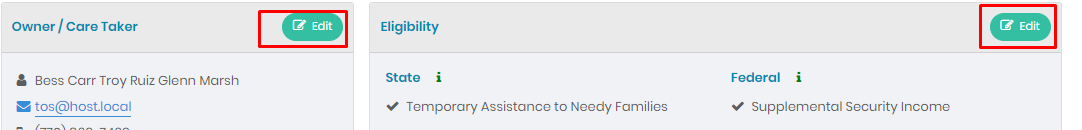 Owner / Care Taker
Edit
Bess Carr Troy Ruiz Glenn Marsh
tos@host.local
Eligibility
Edit
State
Temporary Assistance to Needy Families
Federal
Supplemental Security Income